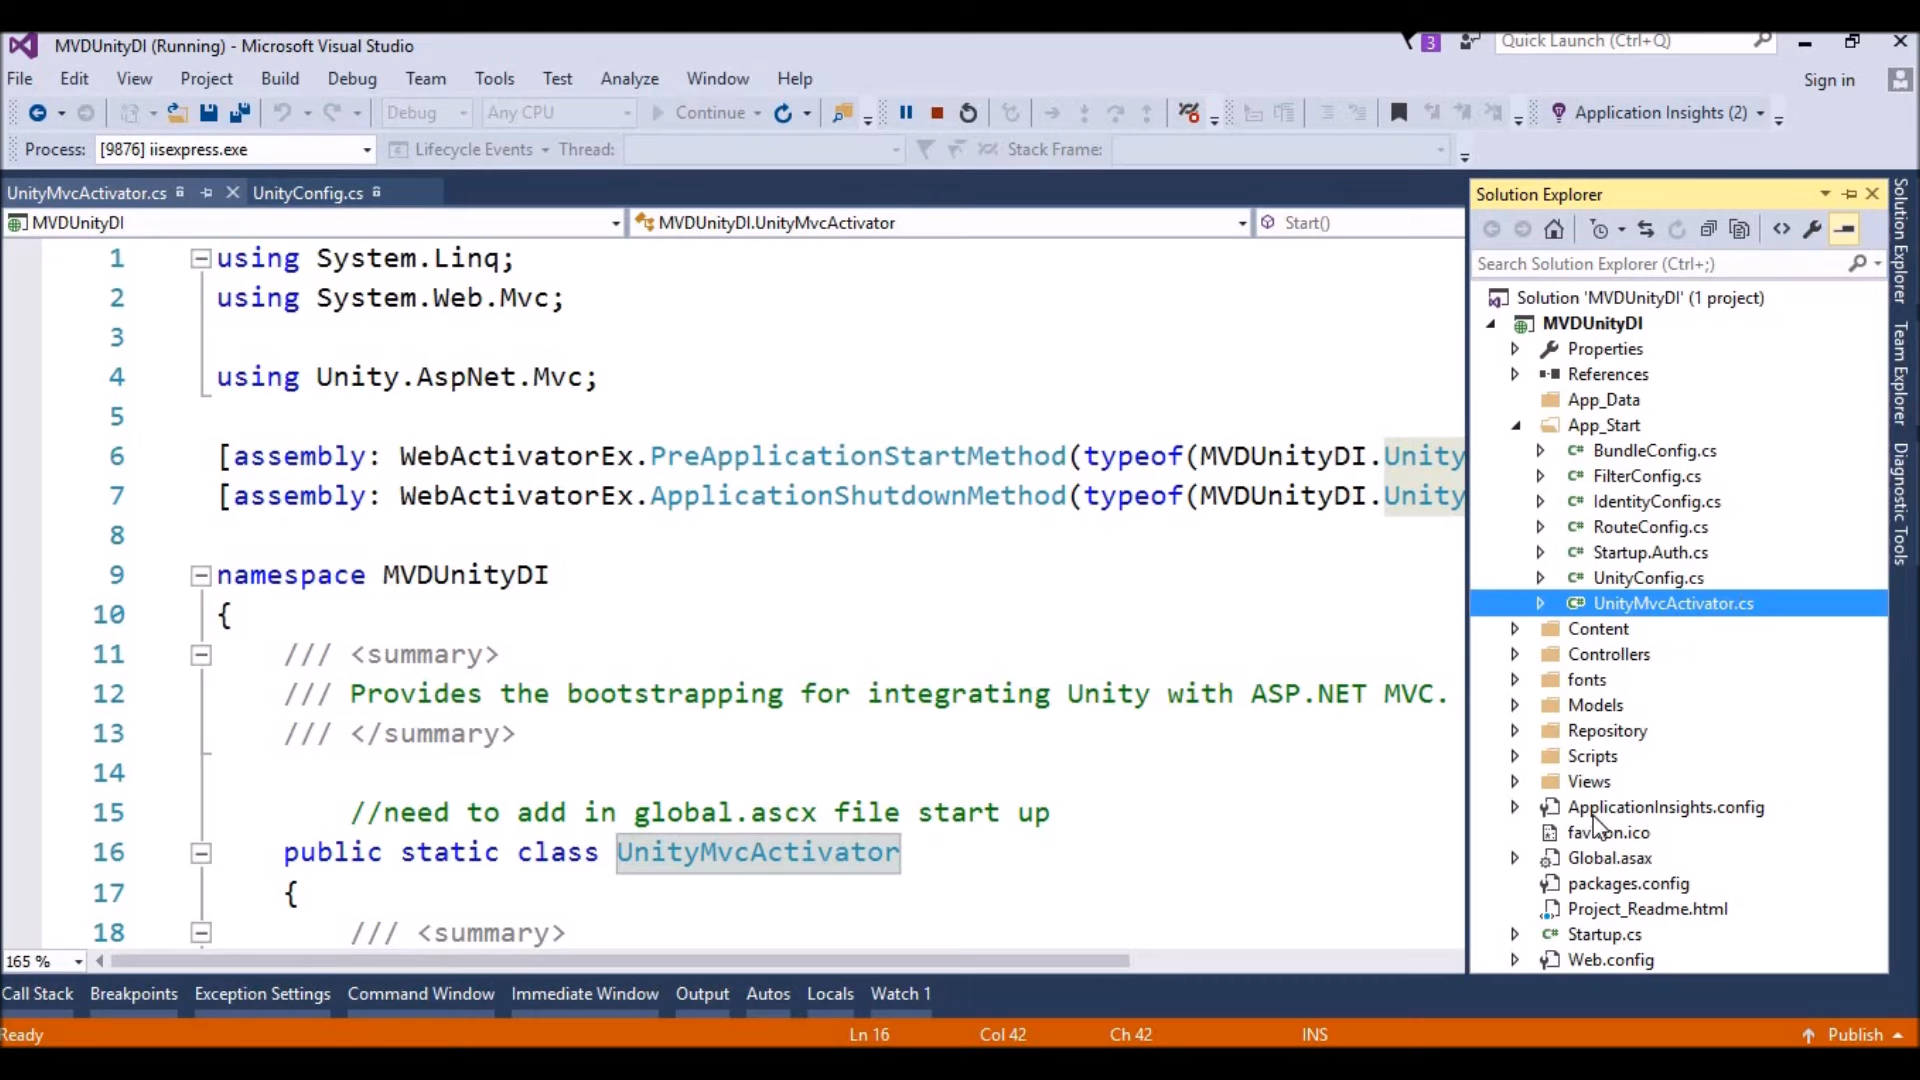 MVDUnityDI (Running) - Microsoft Visual Studio
3
Quick Launch (Ctrl+Q)
File Edit View Project Build Debug Team Tools Test Analyze Window Help
Sign in
Debug Any CPU Continue Application Insights (2)
Process: [9876] iisexpress.exe Lifecycle Events Thread: Stack Frame:
UnityMvcActivator.cs UnityConfig.cs
MVDUnityDI MVDUnityDI.UnityMvcActivator Start()
1 using System.Linq;
2 using System.Web.Mvc;
3
4 using Unity.AspNet.Mvc;
5
6 [assembly: WebActivatorEx.PreApplicationStartMethod(typeof(MVDUnityDI.Unity
7 [assembly: WebActivatorEx.ApplicationShutdownMethod(typeof(MVDUnityDI.Unity
8
9 namespace MVDUnityDI
10 {
11 /// <summary>
12 /// Provides the bootstrapping for integrating Unity with ASP.NET MVC.
13 /// </summary>
14
15 //need to add in global.ascx file start up
16 public static class UnityMvcActivator
17 {
18 /// <summary>
165 %
Solution Explorer
Search Solution Explorer (Ctrl+;)
Solution 'MVDUnityDI' (1 project)
MVDUnityDI
Properties
References
App_Data
App_Start
C# BundleConfig.cs
C# FilterConfig.cs
C# IdentityConfig.cs
C# RouteConfig.cs
C# Startup.Auth.cs
C# UnityConfig.cs
C# UnityMvcActivator.cs
Content
Controllers
fonts
Models
Repository
Scripts
Views
ApplicationInsights.config
favicon.ico
Global.asax
packages.config
Project_Readme.html
C# Startup.cs
Web.config
Solution Explorer
Team Explorer
Diagnostic Tools
Call Stack Breakpoints Exception Settings Command Window Immediate Window Output Autos Locals Watch 1
Ready Ln 16 Col 42 Ch 42 INS Publish